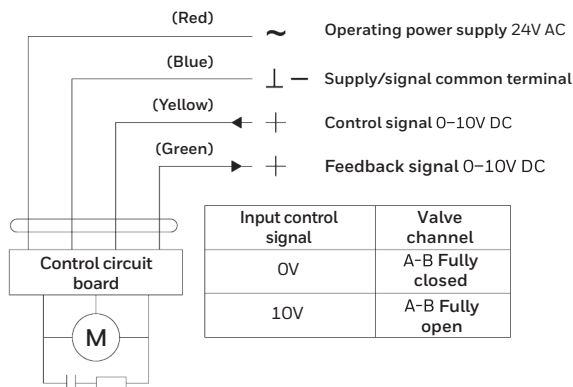 (Red)
~ Operating power supply 24V AC
(Blue)
⊥ − Supply/signal common terminal
(Yellow)
+ Control signal 0–10V DC
(Green)
+ Feedback signal 0–10V DC
Control circuit
board
M
Input control
signal
Valve
channel
0V
A-B Fully
closed
10V
A-B Fully
open